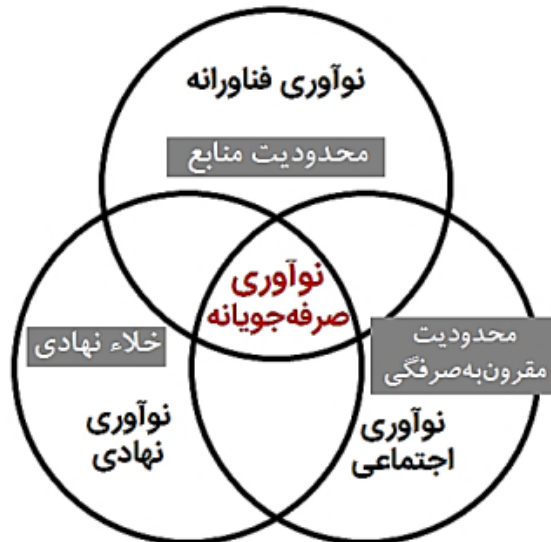 نوآوری فناورانه
محدودیت منابع
نوآوری
صرفه‌جویانه
محدودیت
مقرون‌به‌صرفگی
خلاء نهادی
نوآوری
اجتماعی
نوآوری
نهادی